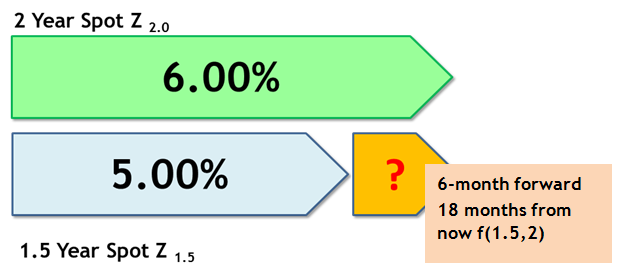 2 Year Spot Z 2.0
6.00%
5.00%
?
6-month forward
18 months from
now f(1.5,2)
1.5 Year Spot Z 1.5